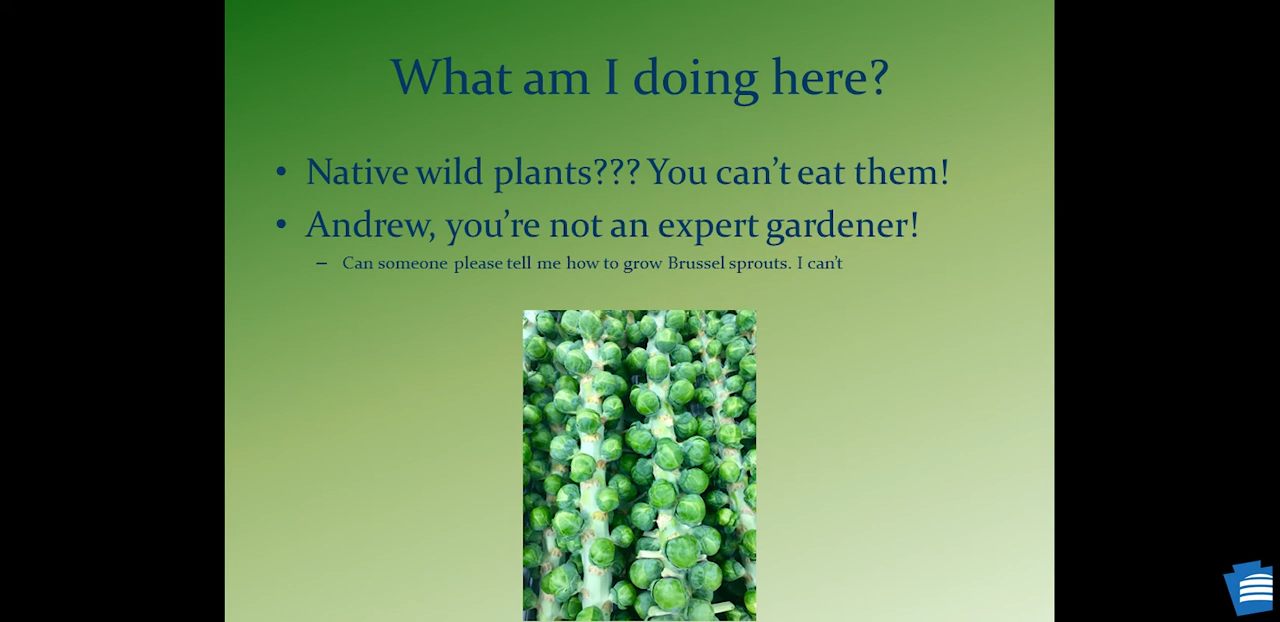 What am I doing here?
• Native wild plants??? You can't eat them!
• Andrew, you're not an expert gardener!
– Can someone please tell me how to grow Brussel sprouts. I can't